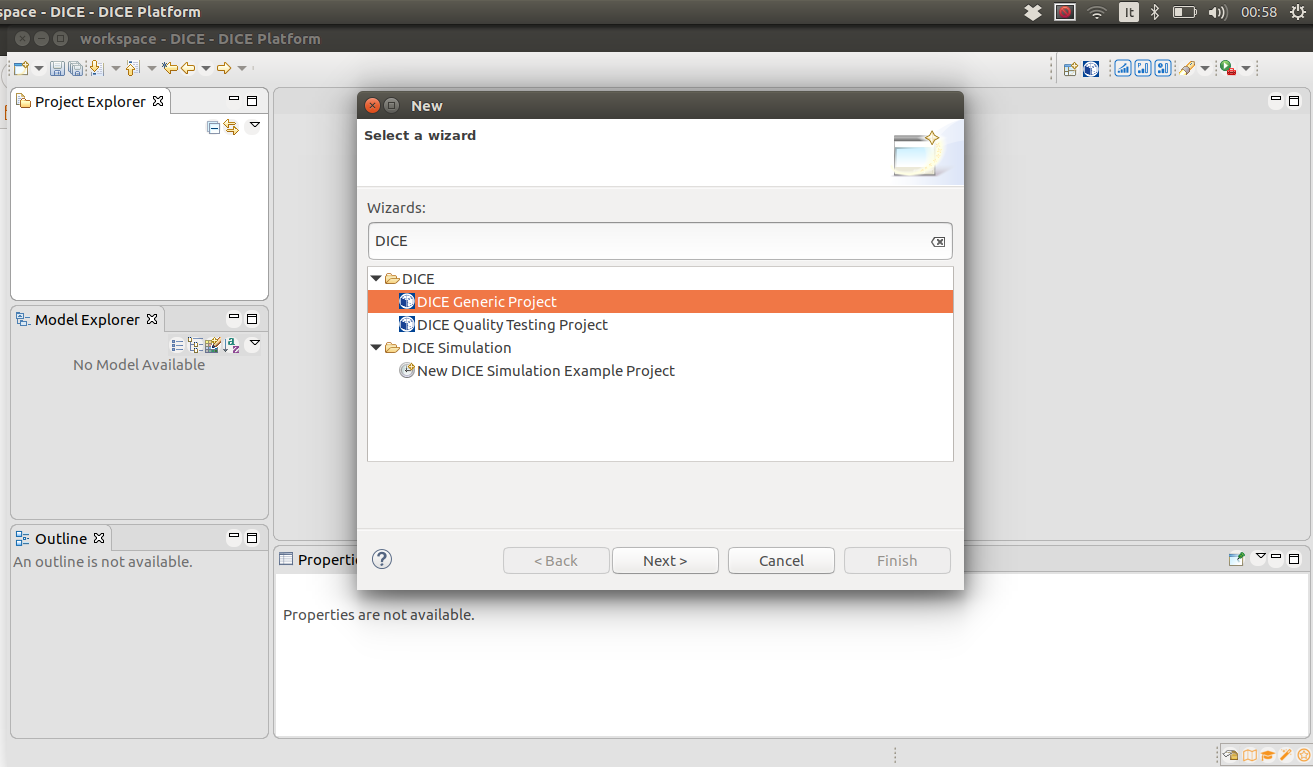 space - DICE - DICE Platform
It
00:58
workspace - DICE - DICE Platform
Project Explorer
New
Select a wizard
Wizards:
DICE
DICE
DICE Generic Project
DICE Quality Testing Project
DICE Simulation
New DICE Simulation Example Project
Model Explorer
No Model Available
Outline
An outline is not available.
< Back
Next >
Cancel
Finish
Properti
Properties are not available.